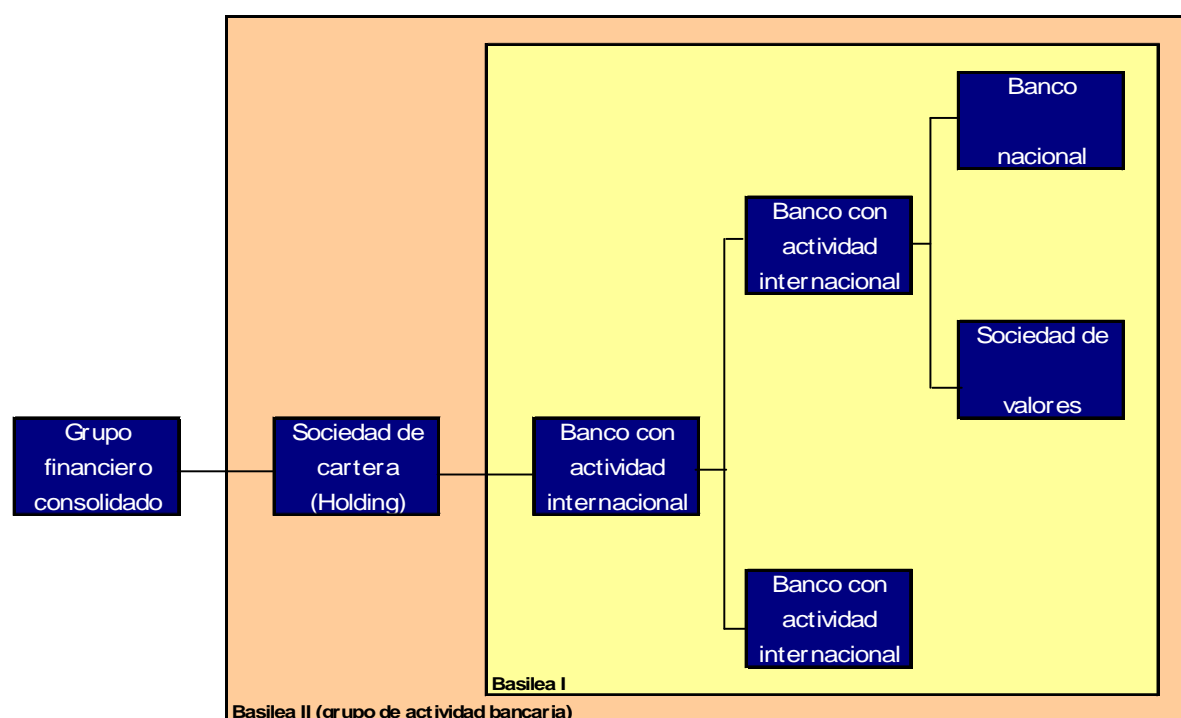 Grupo
financiero
consolidado
Sociedad de
cartera
(Holding)
Banco con
actividad
internacional
Banco con
actividad
internacional
Banco
nacional
Sociedad de
valores
Banco con
actividad
internacional
Basilea I
Basilea II (grupo de actividad bancaria)